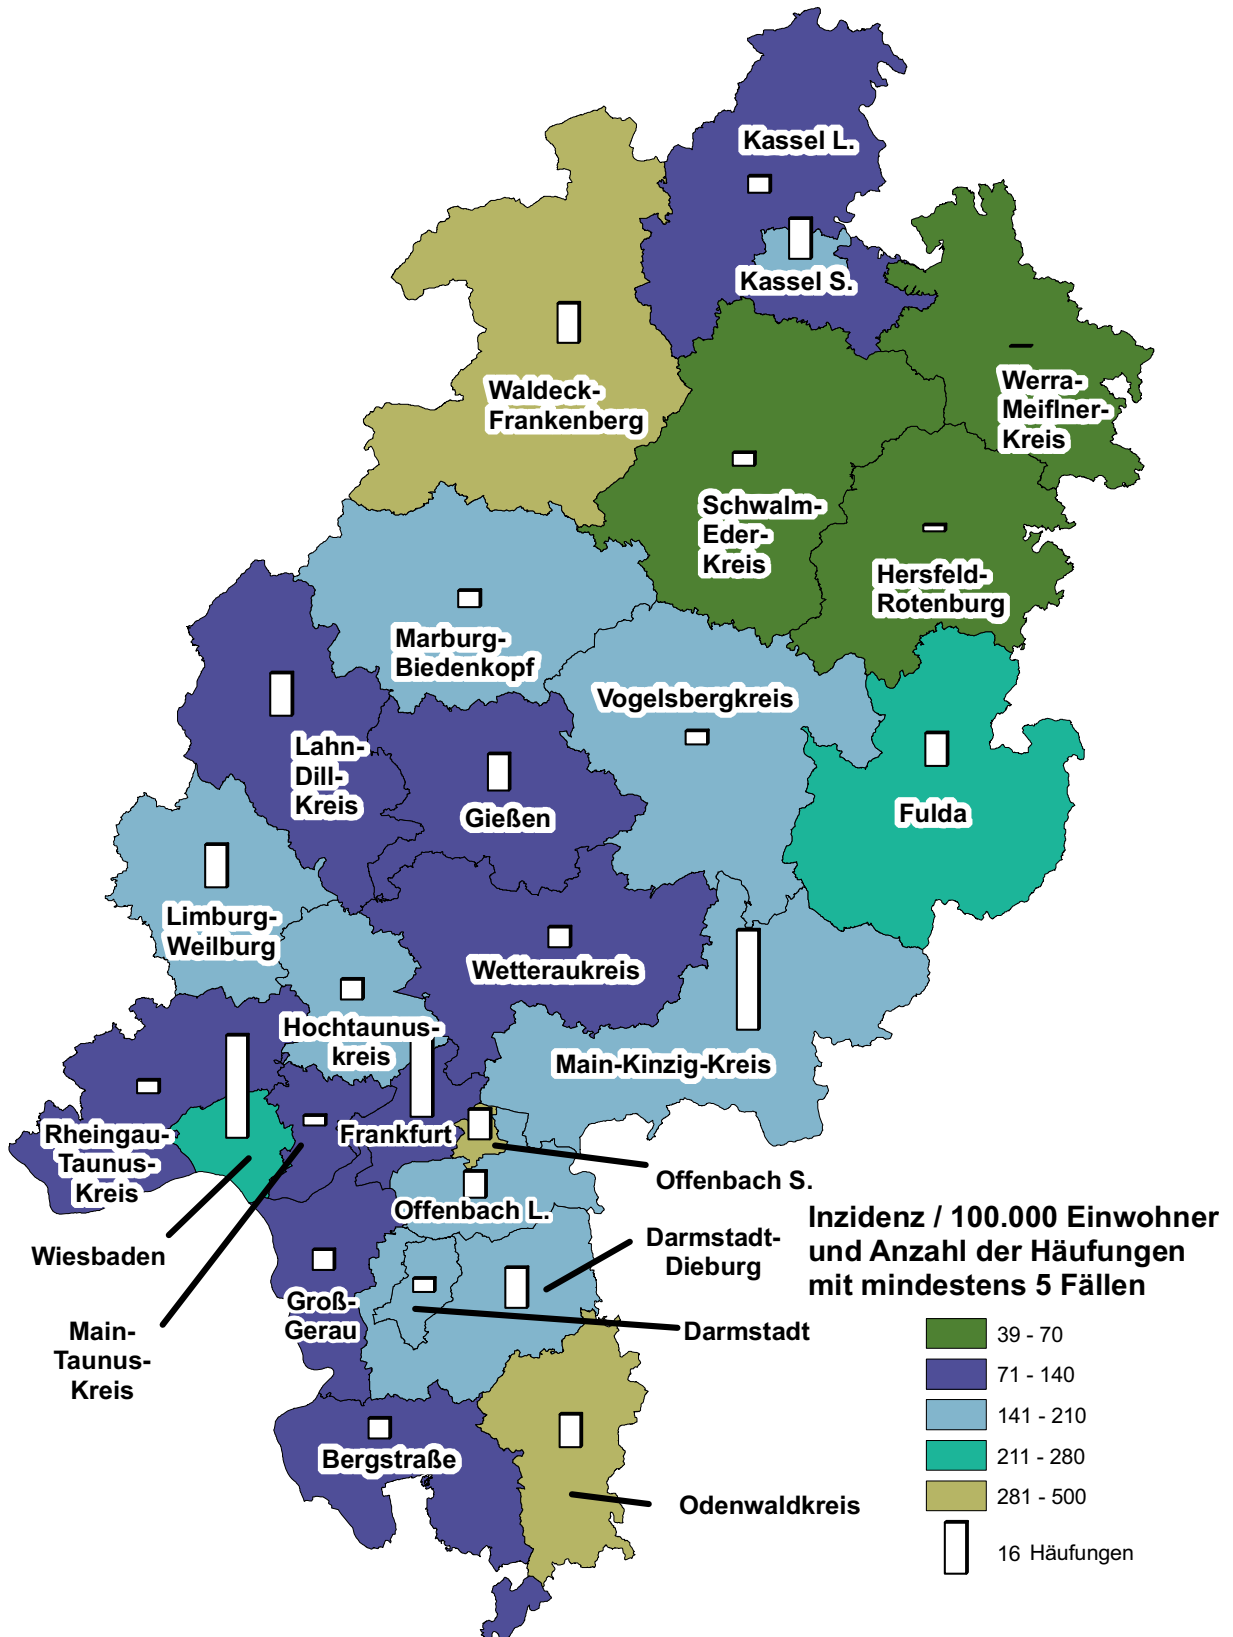 Kassel L.
Kassel S.
Waldeck-
Frankenberg
Werra-
Meiflner-
Kreis
Schwalm-
Eder-
Kreis
Hersfeld-
Rotenburg
Marburg-
Biedenkopf
Vogelsbergkreis
Lahn-
Dill-
Kreis
Gießen
Fulda
Limburg-
Weilburg
Wetteraukreis
Hochtaunus-
kreis
Main-Kinzig-Kreis
Rheingau-
Taunus-
Kreis
Frankfurt
Offenbach S.
Offenbach L.
Wiesbaden
Darmstadt-
Dieburg
Groß-
Gerau
Main-
Taunus-
Kreis
Darmstadt
Bergstraße
Odenwaldkreis
Inzidenz / 100.000 Einwohner
und Anzahl der Häufungen
mit mindestens 5 Fällen
39 - 70
71 - 140
141 - 210
211 - 280
281 - 500
16 Häufungen